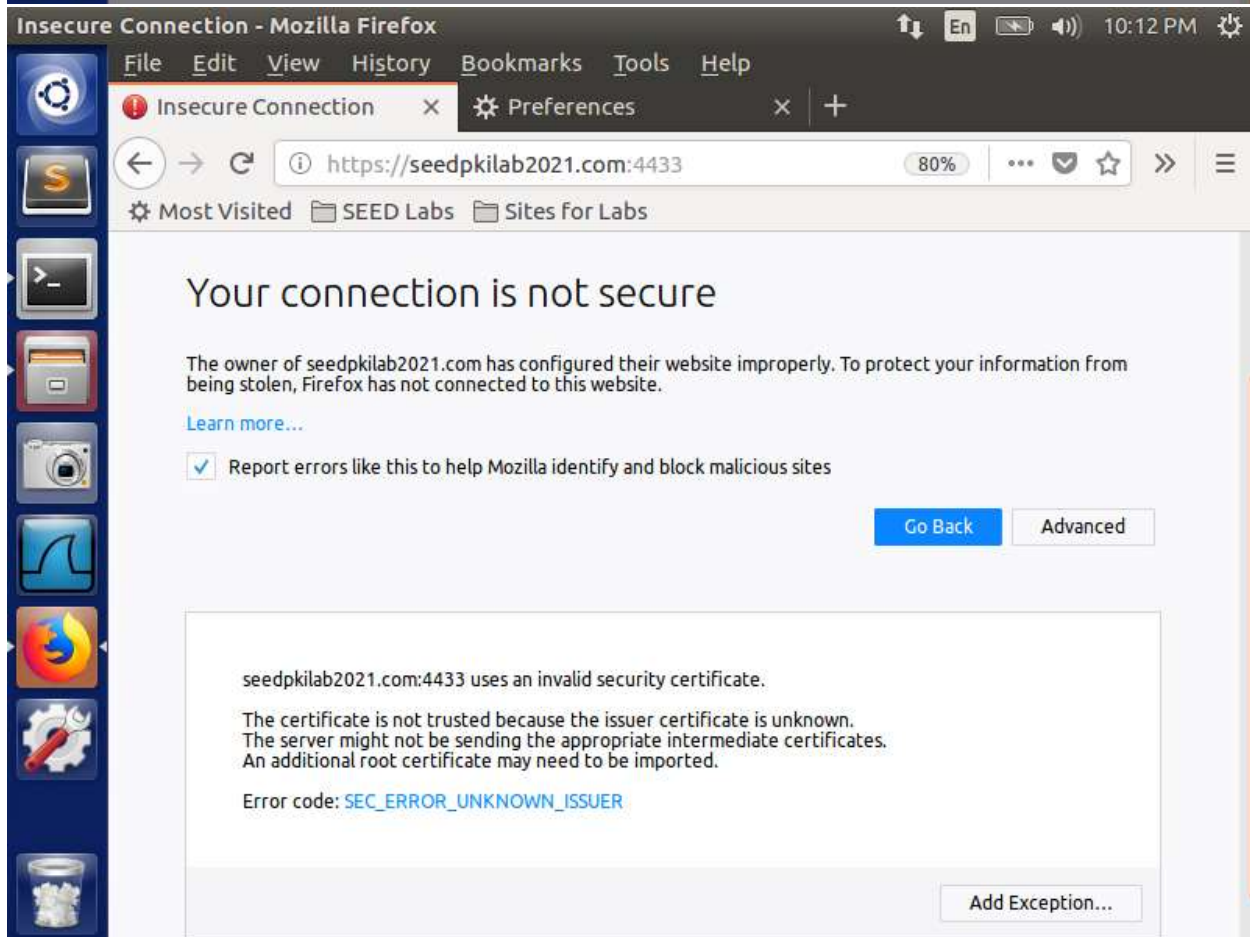 Insecure Connection - Mozilla Firefox En 10:12 PM
File Edit View History Bookmarks Tools Help
Insecure Connection × Preferences × +
https://seedpkilab2021.com:4433 80%
Most Visited SEED Labs Sites for Labs
Your connection is not secure
The owner of seedpkilab2021.com has configured their website improperly. To protect your information from
being stolen, Firefox has not connected to this website.
Learn more…
Report errors like this to help Mozilla identify and block malicious sites
Go Back Advanced
seedpkilab2021.com:4433 uses an invalid security certificate.
The certificate is not trusted because the issuer certificate is unknown.
The server might not be sending the appropriate intermediate certificates.
An additional root certificate may need to be imported.
Error code: SEC_ERROR_UNKNOWN_ISSUER
Add Exception…